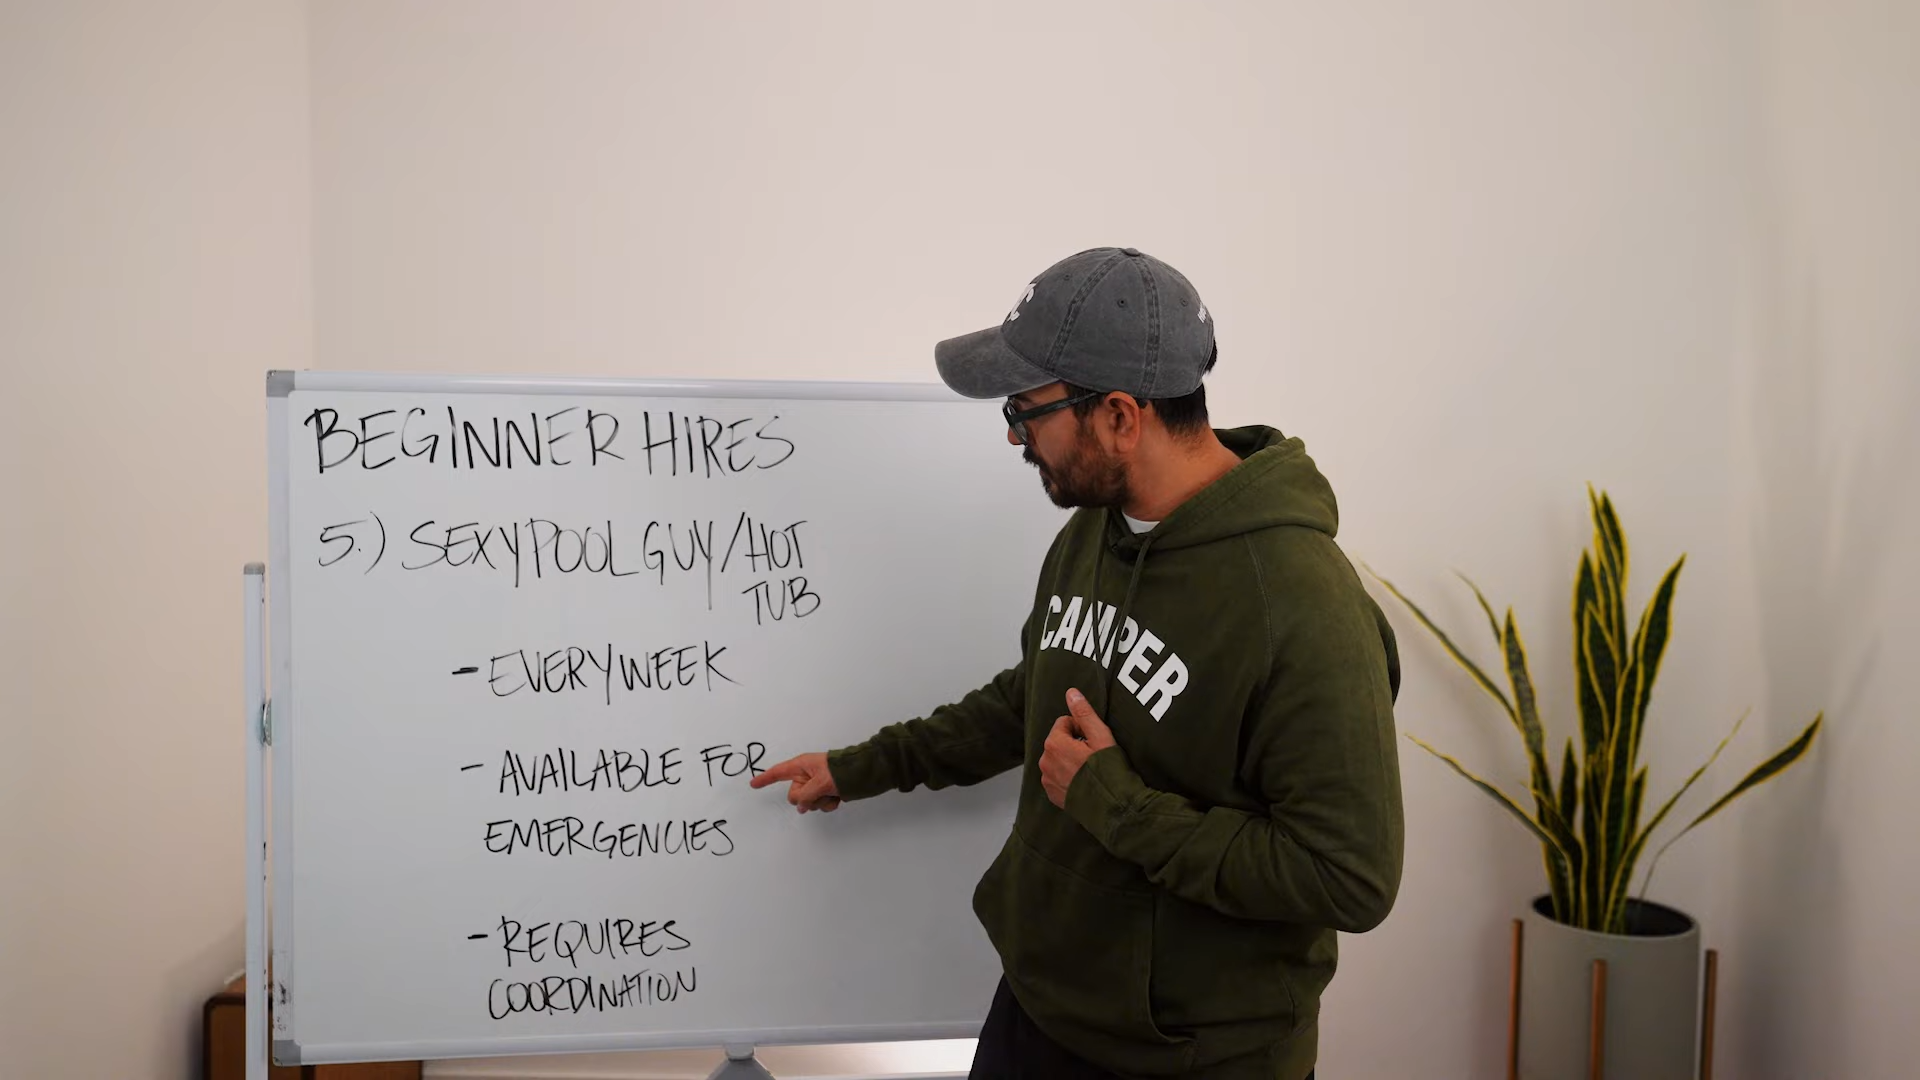 BEGINNER HIRES
5.) SEXY POOL GUY/HOT
TUB
- EVERY WEEK
- AVAILABLE FOR
EMERGENCIES
- REQUIRES
COORDINATION
CAMPER